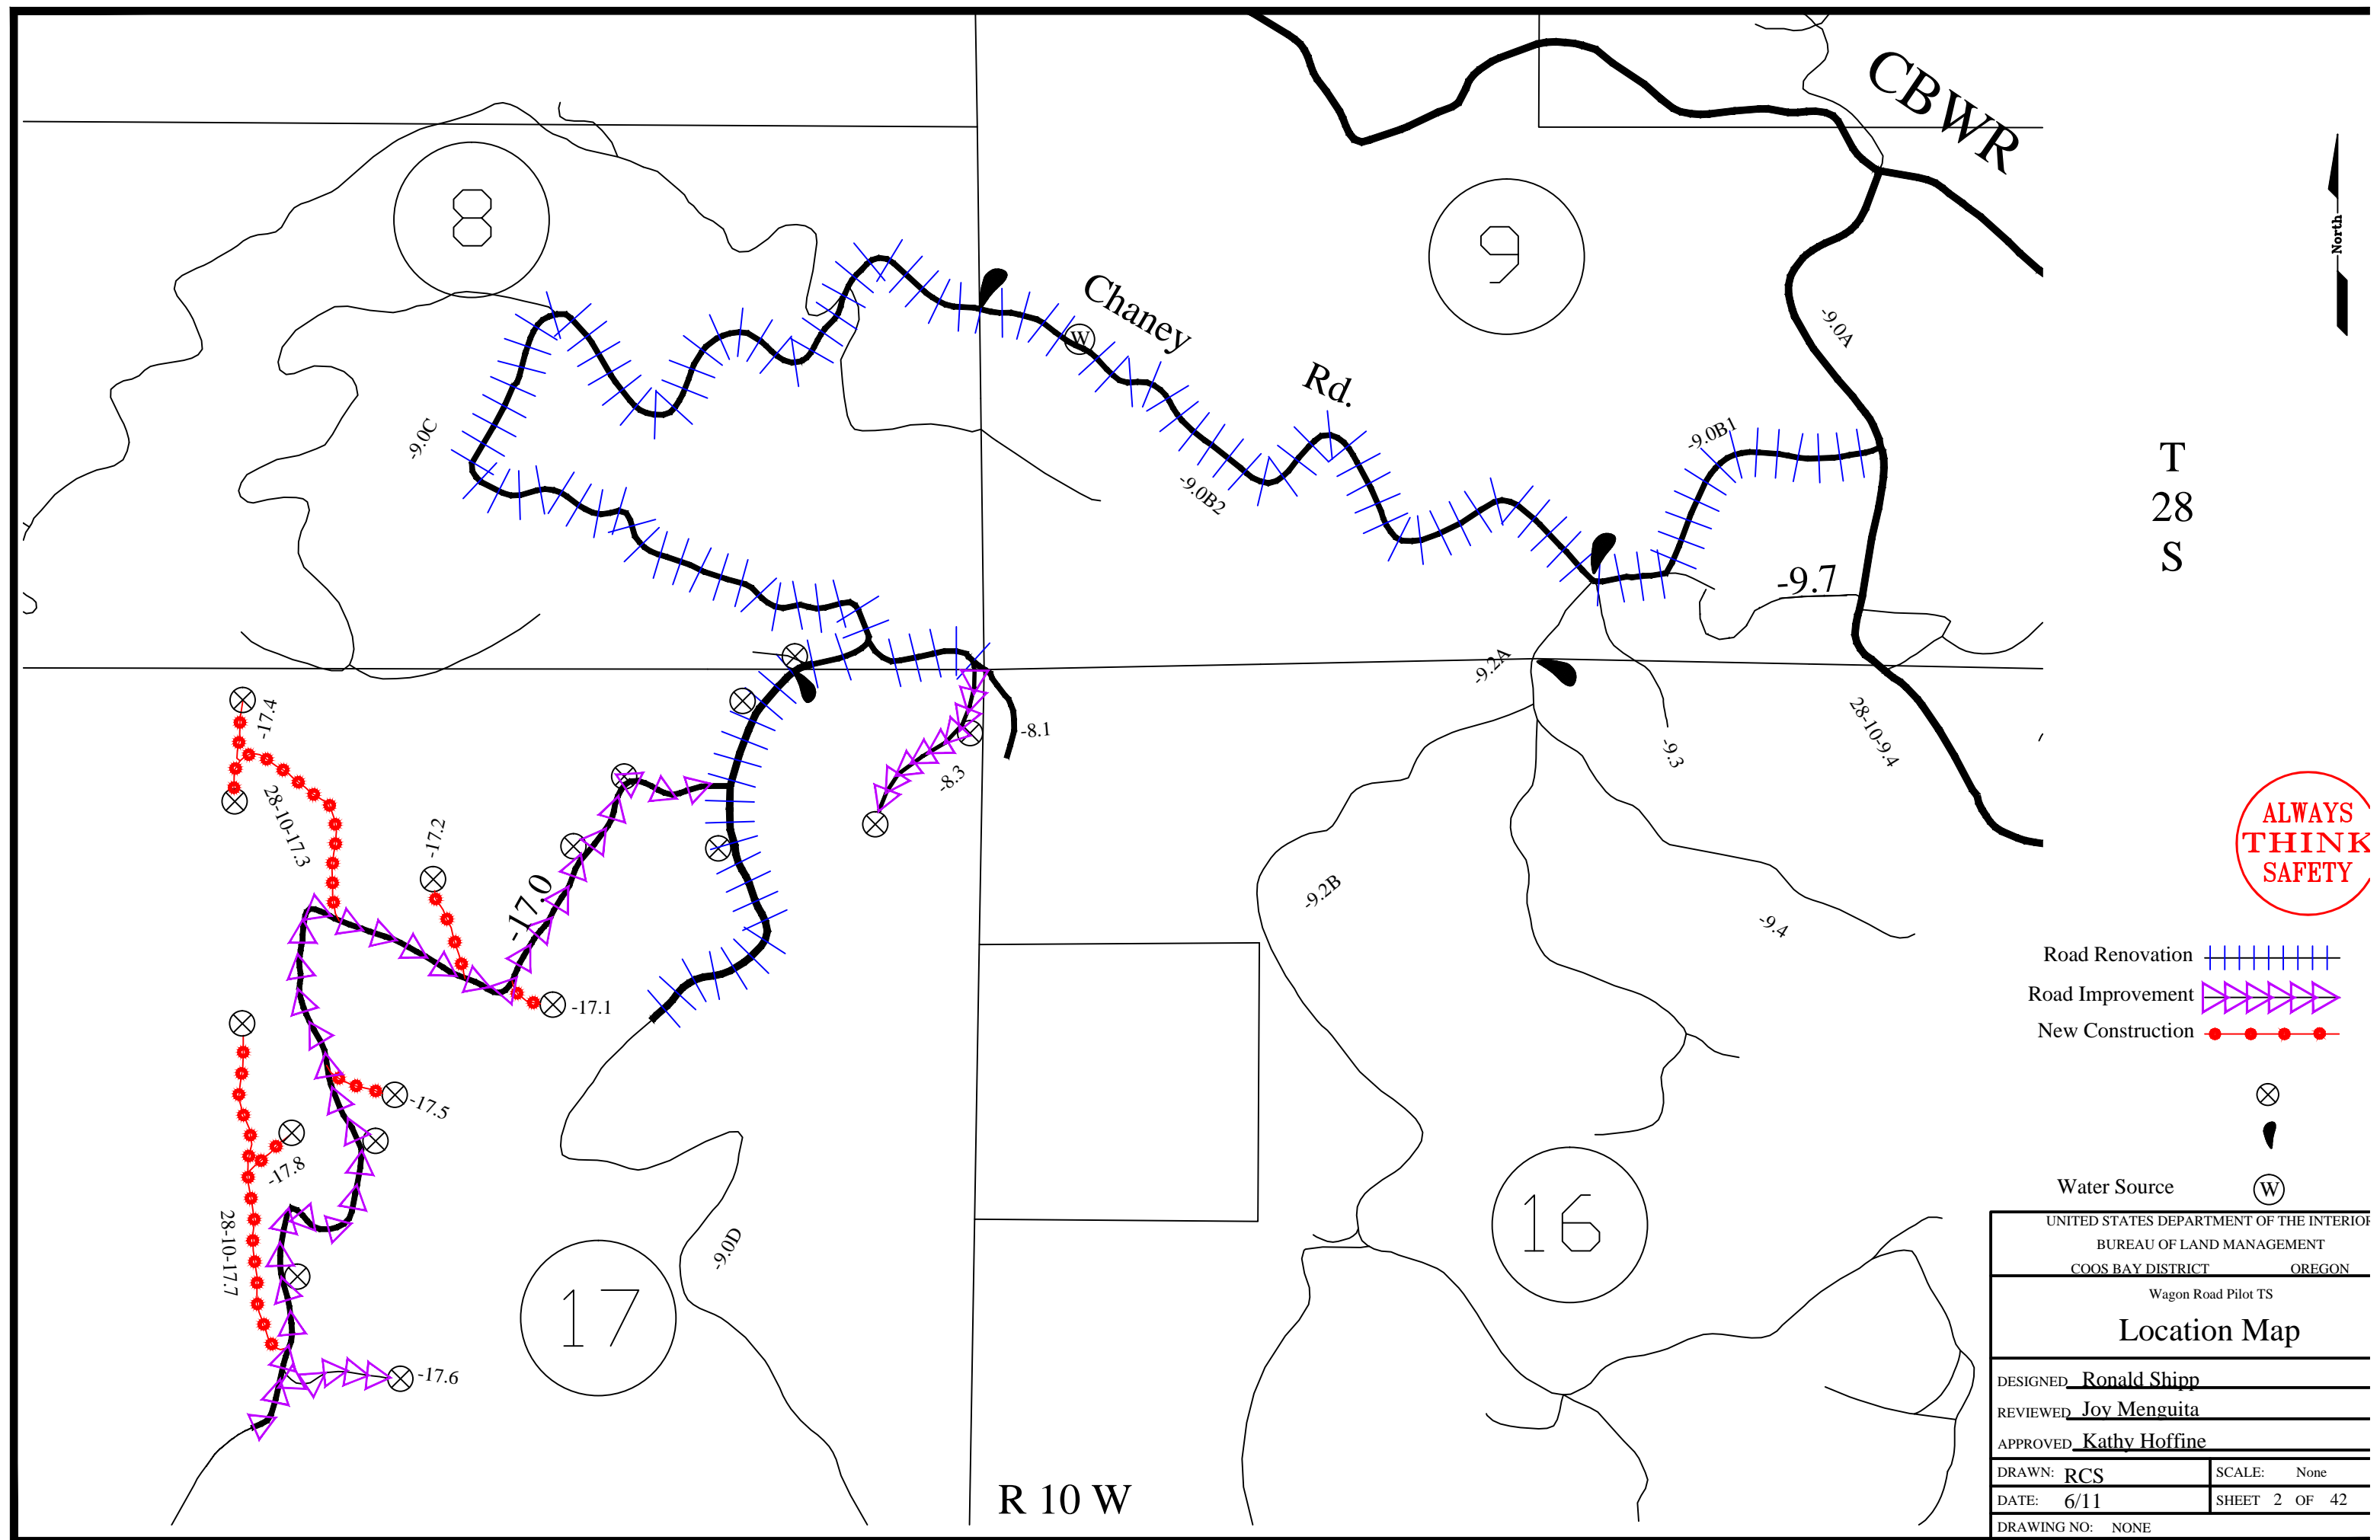 CBWR
8
9
North
Chaney
Rd.
W
-9.0A
-9.0B1
-9.0C
-9.0B2
T
28
S
-9.7
-9.2A
-9.3
28-10-9.4
-8.1
-8.3
-17.4
28-10-17.3
-17.2
-17.0
-17.1
-9.2B
-9.4
ALWAYS
THINK
SAFETY
Road Renovation
Road Improvement
New Construction
-17.5
-17.8
28-10-17.7
-17.6
17
-9.0D
16
Water Source W
R 10 W
UNITED STATES DEPARTMENT OF THE INTERIOR
BUREAU OF LAND MANAGEMENT
COOS BAY DISTRICT OREGON
Wagon Road Pilot TS
Location Map
DESIGNED Ronald Shipp
REVIEWED Joy Menguita
APPROVED Kathy Hoffine
DRAWN: RCS SCALE: None
DATE: 6/11 SHEET 2 OF 42
DRAWING NO: NONE